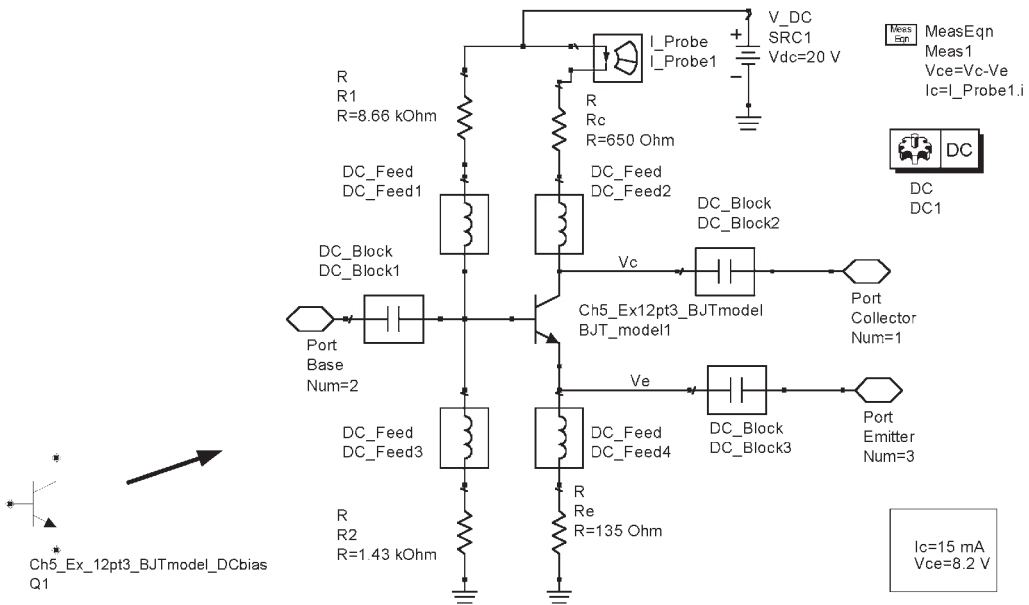 V_DC
SRC1
Vdc=20 V
+
−
Meas
Eqn
MeasEqn
Meas1
Vce=Vc-Ve
Ic=I_Probe1.i
I_Probe
I_Probe1
R
R1
R=8.66 kOhm
R
Rc
R=650 Ohm
DC
DC
DC1
DC_Feed
DC_Feed1
DC_Feed
DC_Feed2
DC_Block
DC_Block2
DC_Block
DC_Block1
Vc
Port
Collector
Num=1
Ch5_Ex12pt3_BJTmodel
BJT_model1
Port
Base
Num=2
Ve
DC_Block
DC_Block3
Port
Emitter
Num=3
DC_Feed
DC_Feed3
DC_Feed
DC_Feed4
R
R2
R=1.43 kOhm
R
Re
R=135 Ohm
Ch5_Ex_12pt3_BJTmodel_DCbias
Q1
Ic=15 mA
Vce=8.2 V